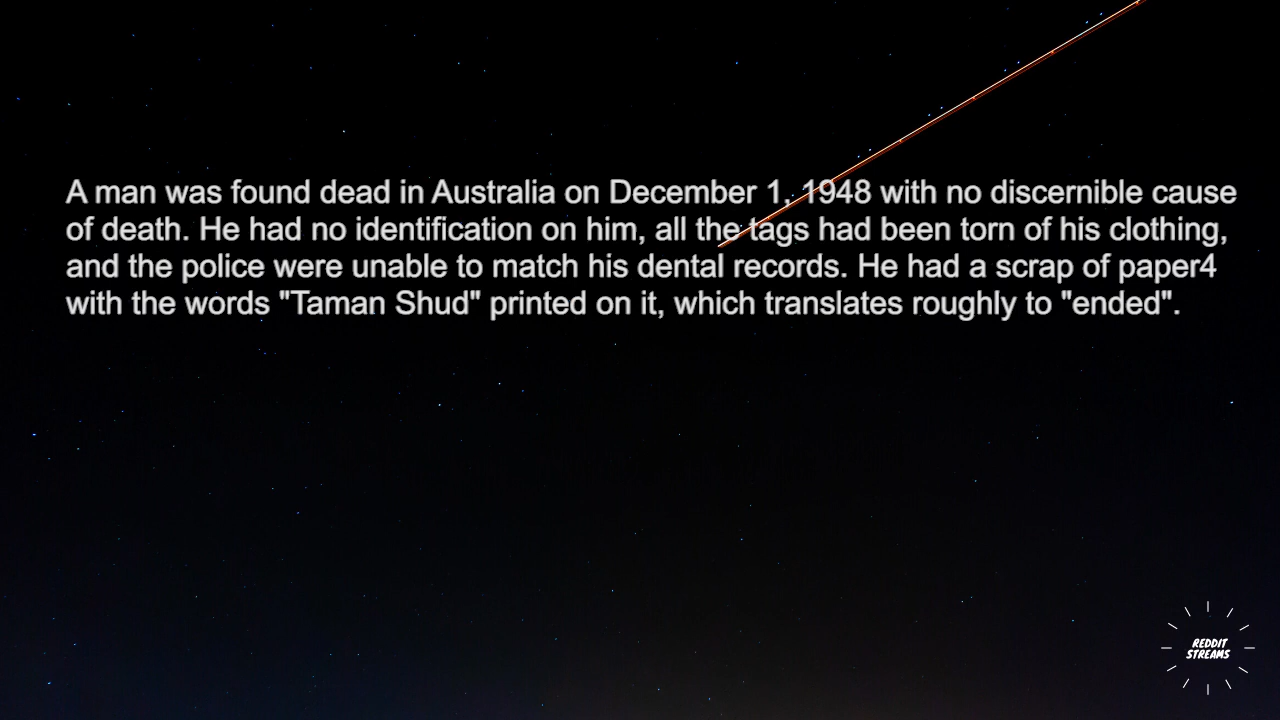 A man was found dead in Australia on December 1, 1948 with no discernible cause
of death. He had no identification on him, all the tags had been torn of his clothing,
and the police were unable to match his dental records. He had a scrap of paper4
with the words "Taman Shud" printed on it, which translates roughly to "ended".
REDDIT
STREAMS